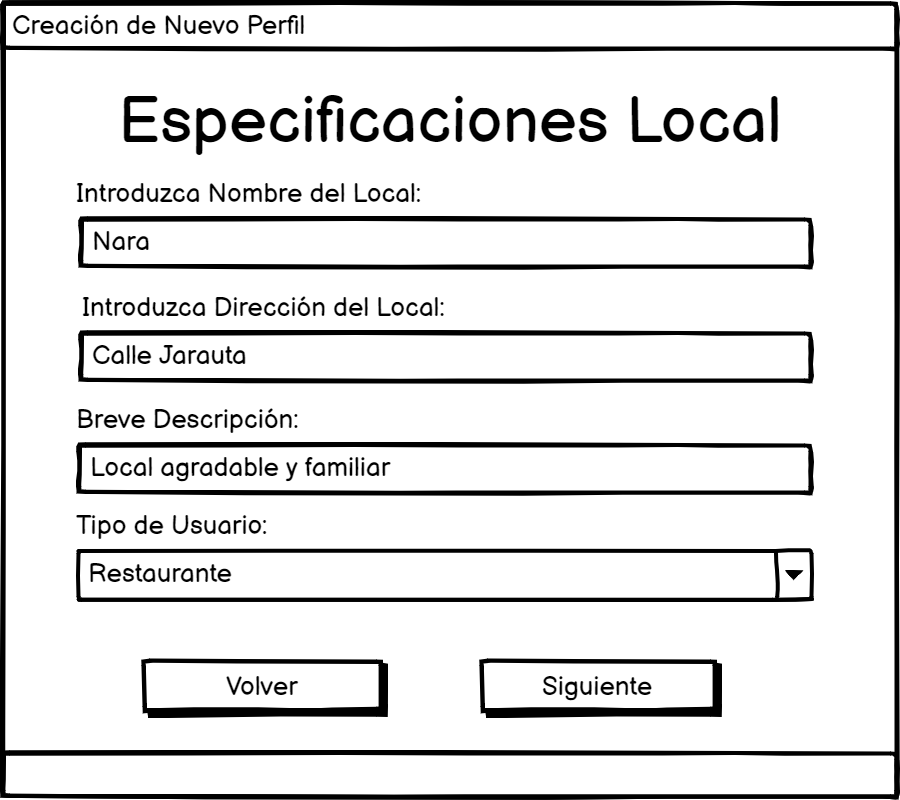 Creación de Nuevo Perfil
Especificaciones Local
Introduzca Nombre del Local:
Nara
Introduzca Dirección del Local:
Calle Jarauta
Breve Descripción:
Local agradable y familiar
Tipo de Usuario:
Restaurante
Volver
Siguiente